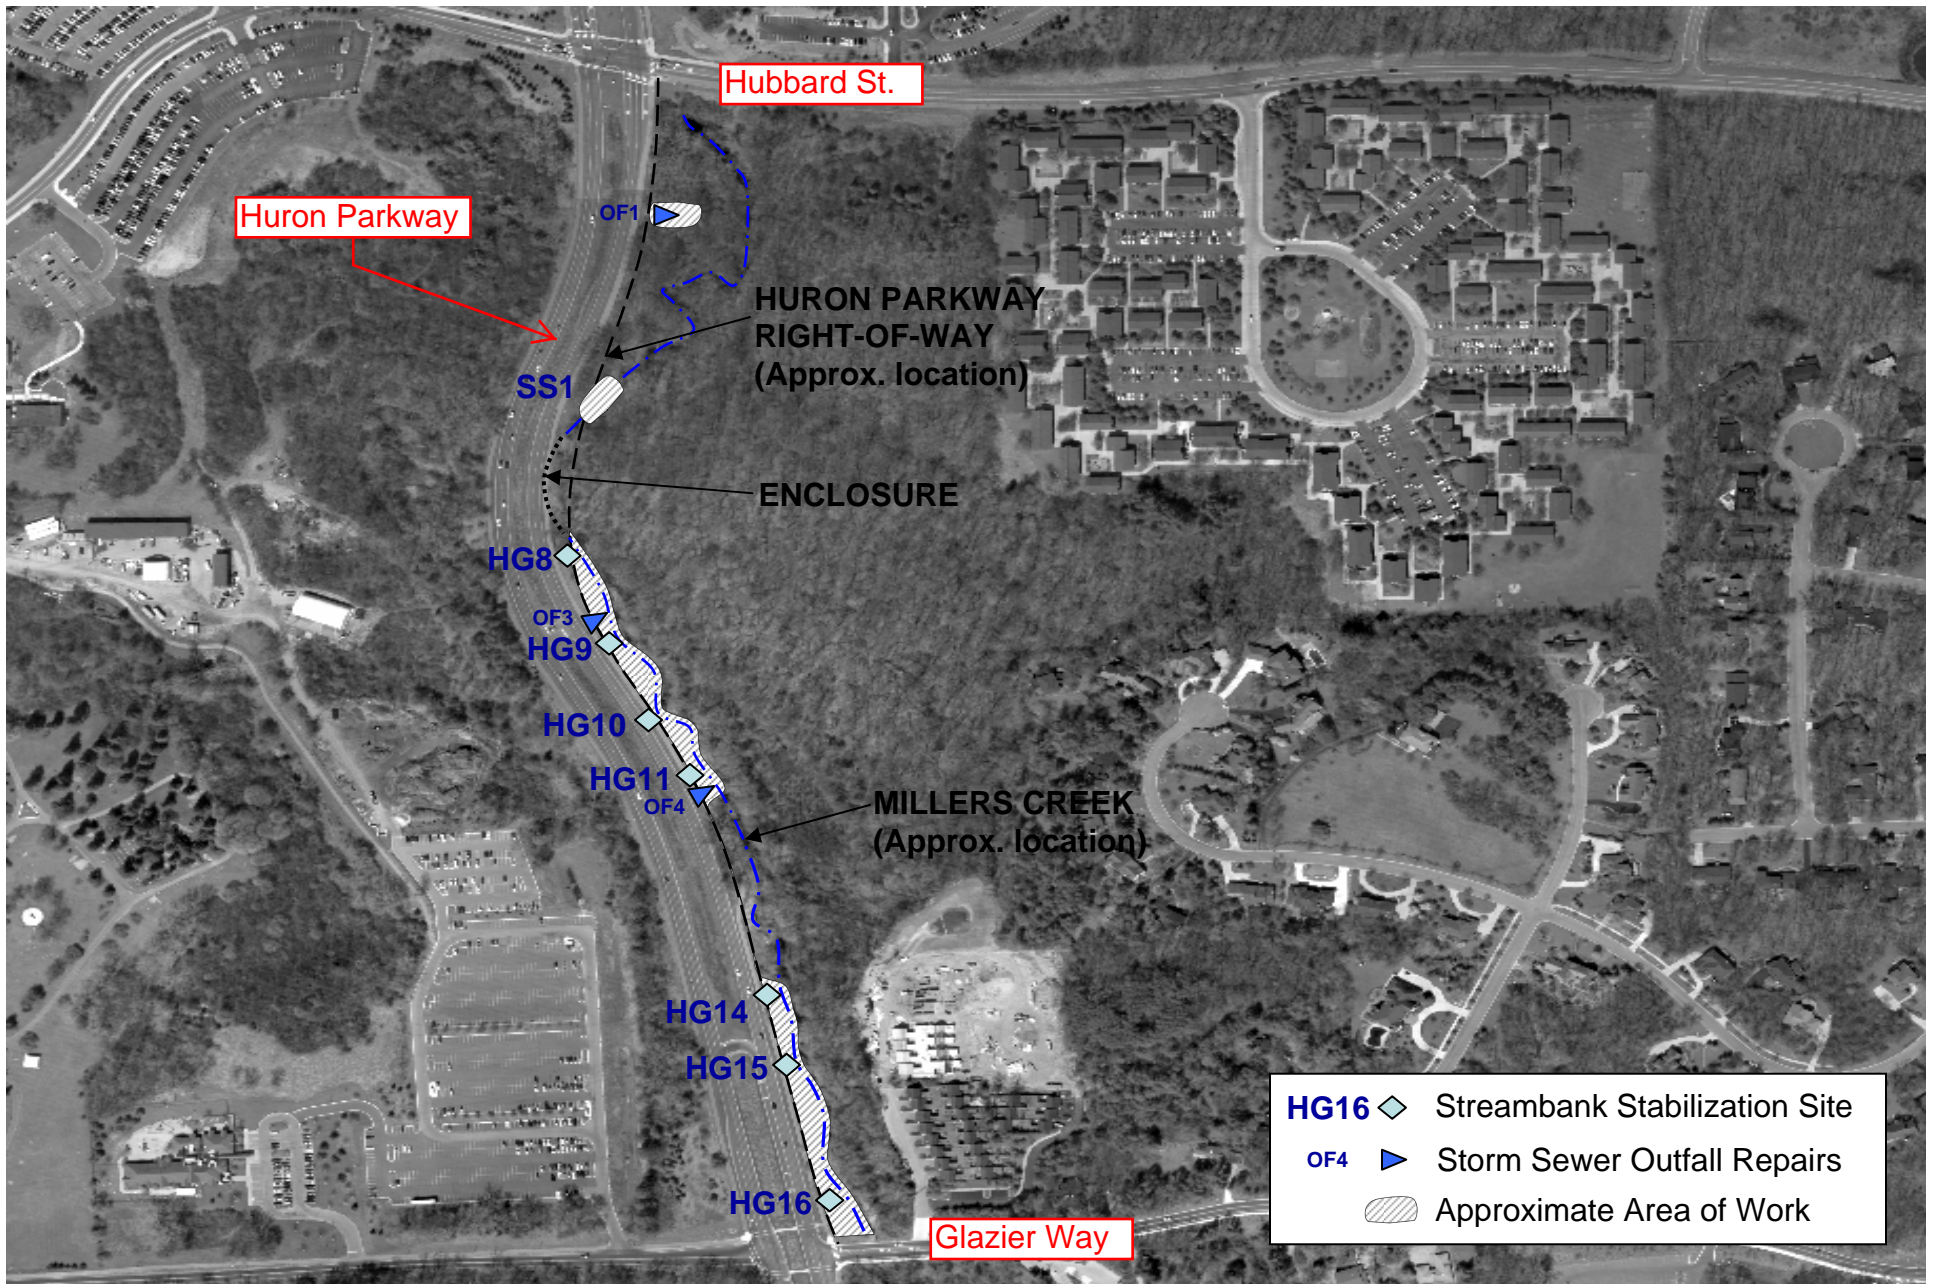 Hubbard St.
Huron Parkway
OF1
HURON PARKWAY
RIGHT-OF-WAY
(Approx. location)
SS1
ENCLOSURE
HG8
OF3
HG9
HG10
HG11
OF4
MILLERS CREEK
(Approx. location)
HG14
HG15
HG16
Glazier Way
HG16 Streambank Stabilization Site
OF4 Storm Sewer Outfall Repairs
Approximate Area of Work